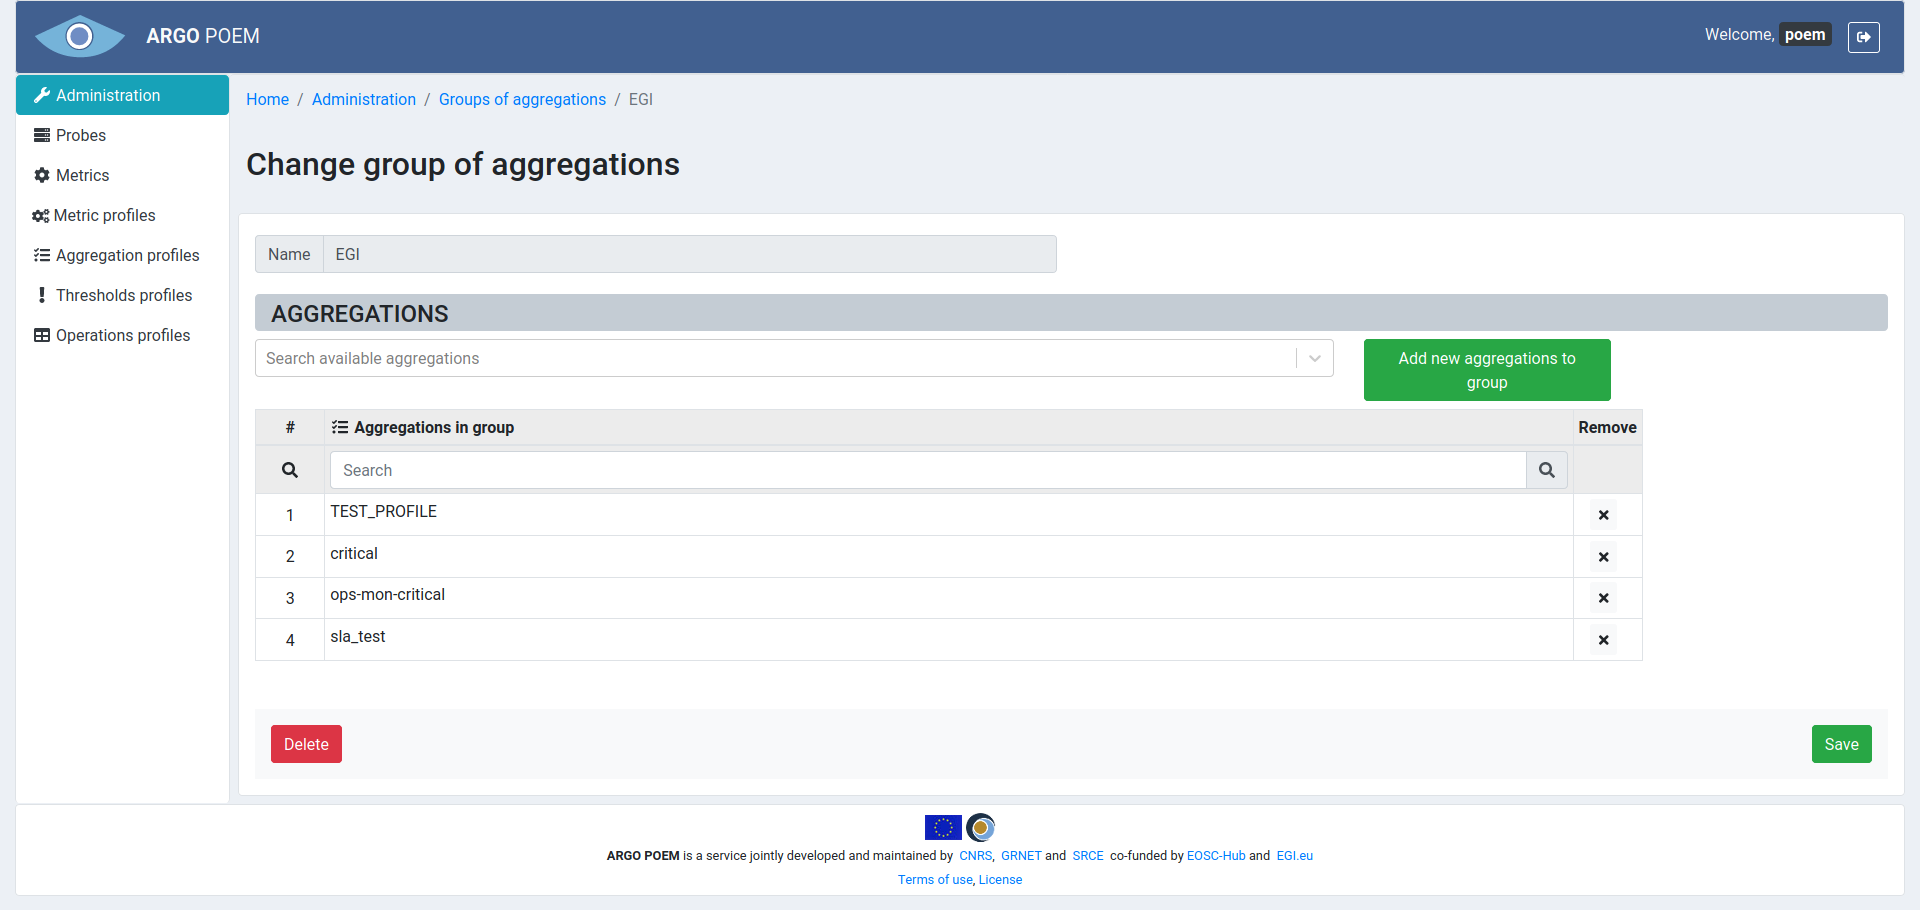 ARGO POEM
Welcome, poem
Administration
Probes
Metrics
Metric profiles
Aggregation profiles
Thresholds profiles
Operations profiles
Home / Administration / Groups of aggregations / EGI
Change group of aggregations
Name EGI
AGGREGATIONS
Search available aggregations
Add new aggregations to
group
# Aggregations in group Remove
Search
1 TEST_PROFILE
2 critical
3 ops-mon-critical
4 sla_test
Delete
Save
ARGO POEM is a service jointly developed and maintained by CNRS, GRNET and SRCE co-funded by EOSC-Hub and EGI.eu
Terms of use, License